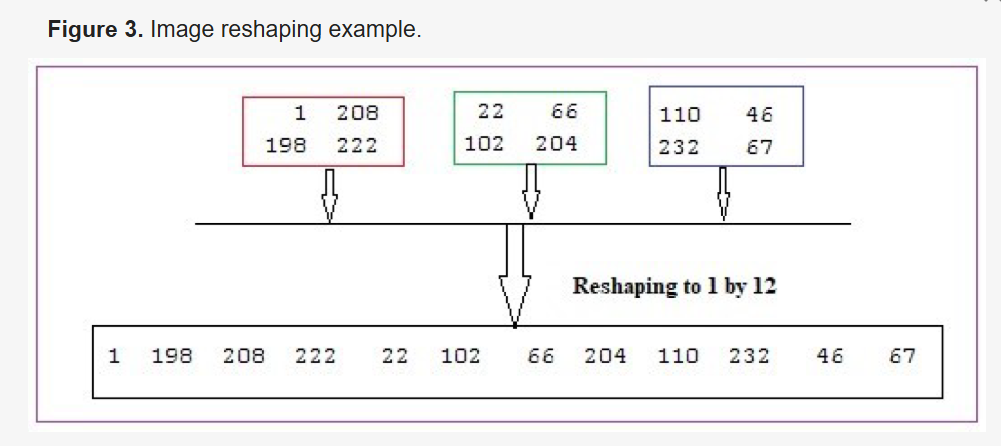 Figure 3. Image reshaping example.
1 208
198 222
22 66
102 204
110 46
232 67
Reshaping to 1 by 12
1 198 208 222 22 102 66 204 110 232 46 67